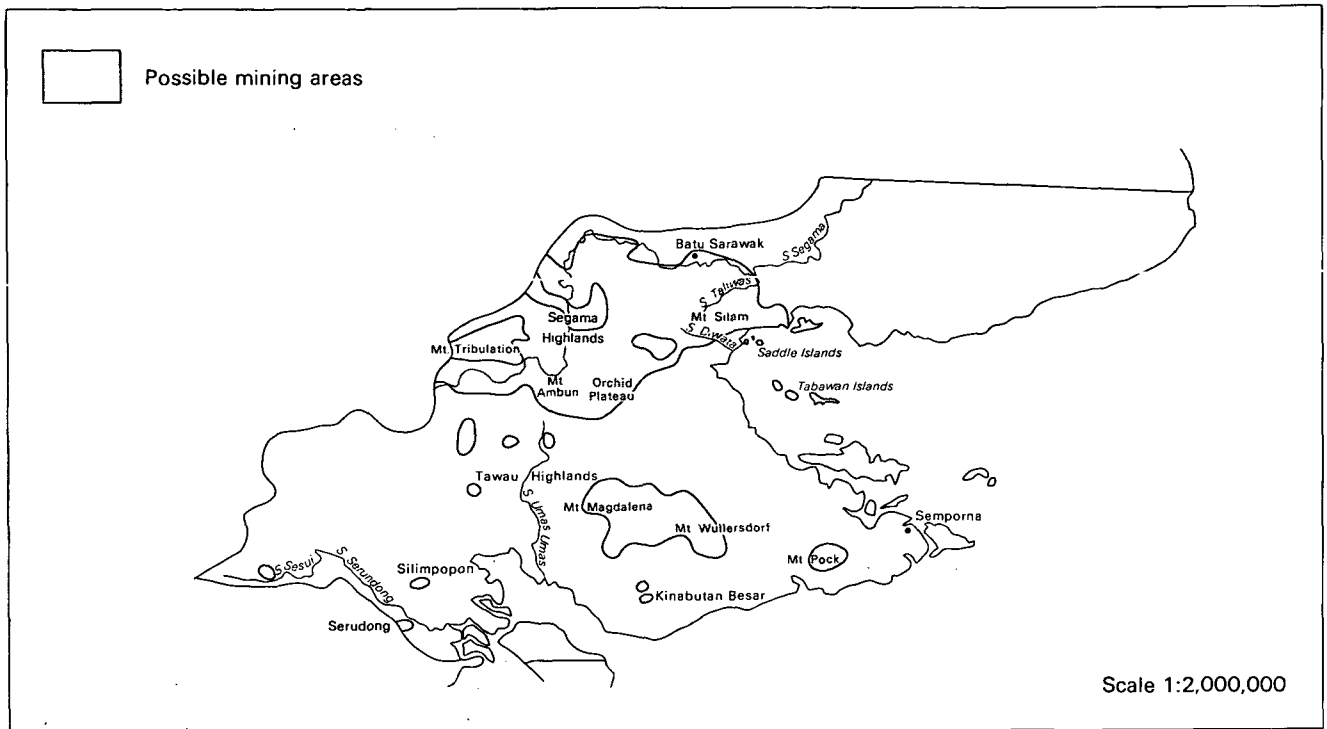 Possible mining areas
Batu Sarawak
S Segama
S Taliwas
Mt Silam
Segama
Highlands
S Diwata
Saddle Islands
Mt. Tribulation
Mt
Ambun
Orchid
Plateau
Tabawan Islands
Tawau Highlands
S Umas Umas
Mt Magdalena
Mt Wullersdorf
Semporna
Mt Pock
S Sesui
S Serundong
Silimpopon
Kinabutan Besar
Serudong
Scale 1:2,000,000